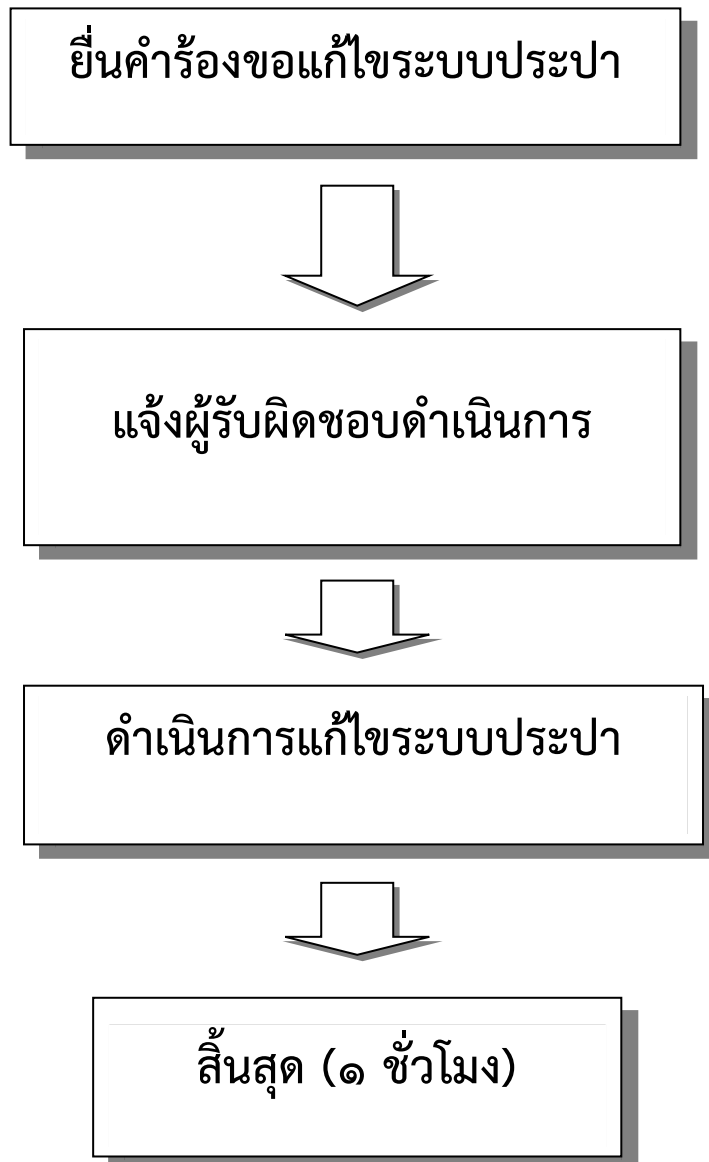 ยื่นคำร้องขอแก้ไขระบบประปา
แจ้งผู้รับผิดชอบดำเนินการ
ดำเนินการแก้ไขระบบประปา
สิ้นสุด (๑ ชั่วโมง)